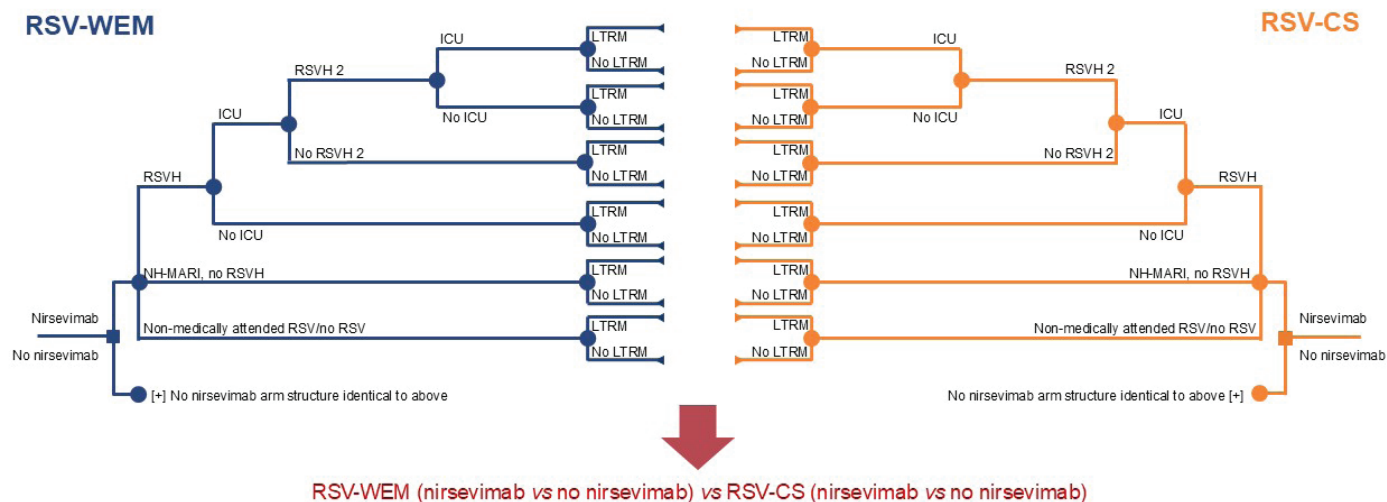 RSV-WEM
RSV-CS
ICU
LTRM
No LTRM
RSVH 2
No ICU
LTRM
No LTRM
ICU
No RSVH 2
LTRM
No LTRM
RSVH
No ICU
LTRM
No LTRM
NH-MARI, no RSVH
LTRM
No LTRM
Nirsevimab
Non-medically attended RSV/no RSV
LTRM
No LTRM
No nirsevimab
[+] No nirsevimab arm structure identical to above
LTRM
No LTRM
ICU
RSVH 2
LTRM
No LTRM
No ICU
ICU
LTRM
No LTRM
No RSVH 2
RSVH
LTRM
No LTRM
No ICU
LTRM
No LTRM
NH-MARI, no RSVH
LTRM
No LTRM
Non-medically attended RSV/no RSV
Nirsevimab
No nirsevimab
No nirsevimab arm structure identical to above [+]
RSV-WEM (nirsevimab vs no nirsevimab) vs RSV-CS (nirsevimab vs no nirsevimab)